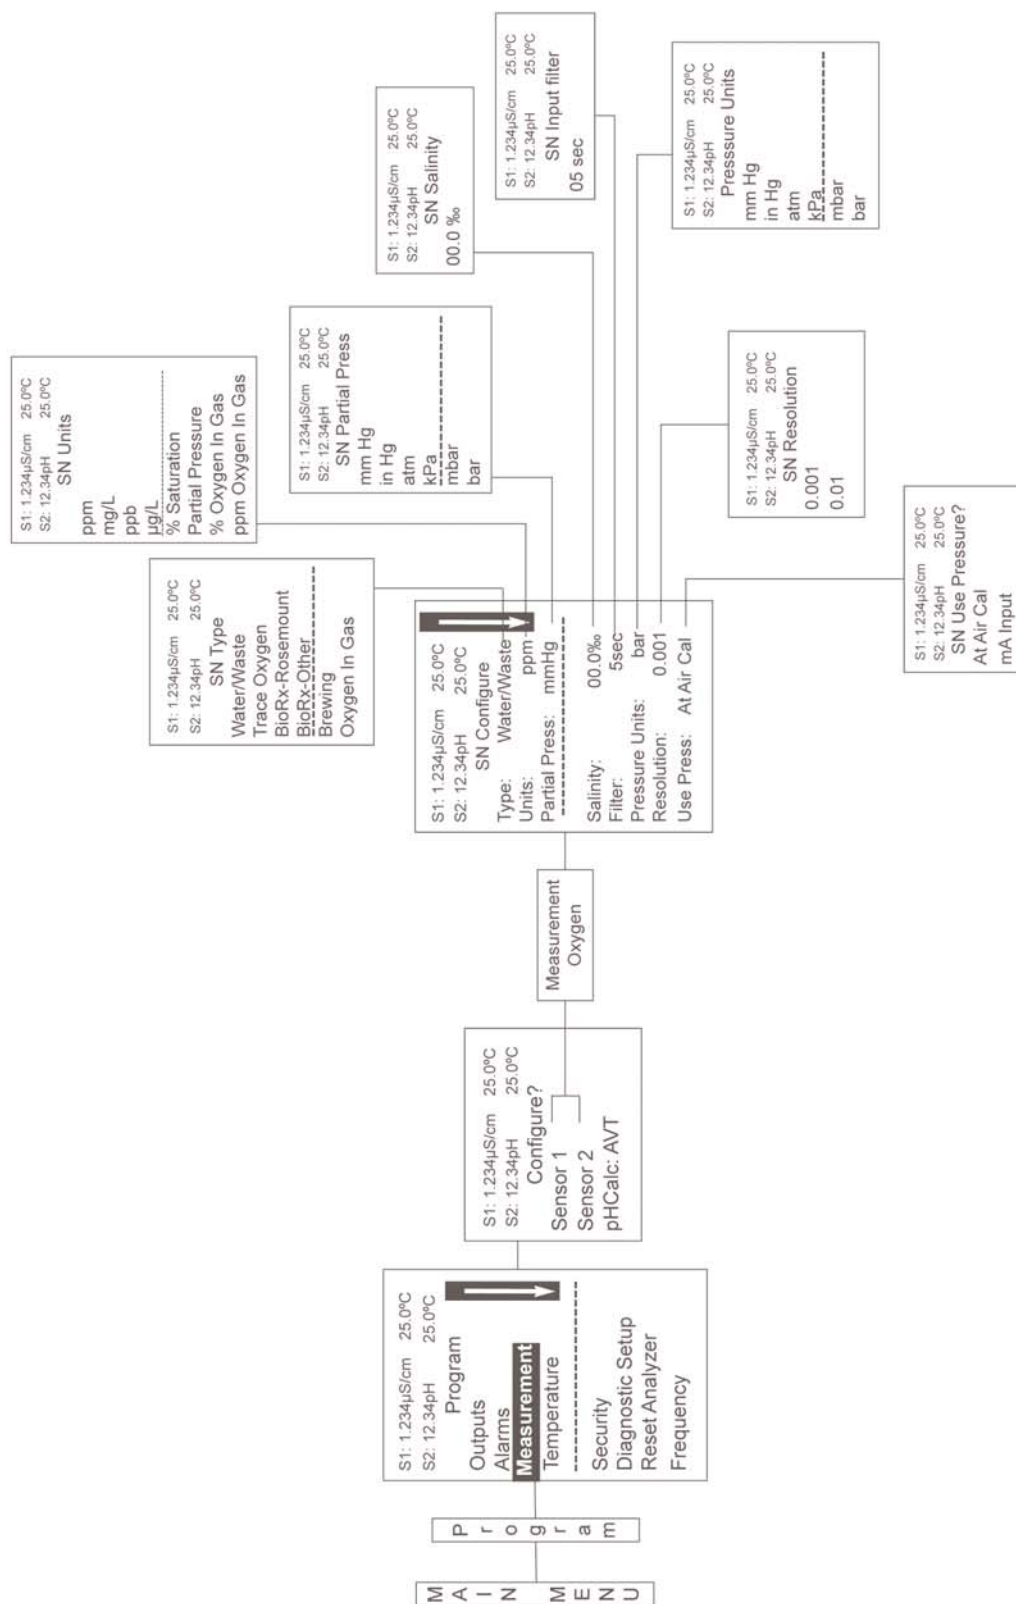 MAIN MENU
Program
S1: 1.234µS/cm 25.0ºC
S2: 12.34pH 25.0ºC
Program
Outputs
Alarms
Measurement
Temperature
Security
Diagnostic Setup
Reset Analyzer
Frequency
S1: 1.234µS/cm 25.0ºC
S2: 12.34pH 25.0ºC
Configure?
Sensor 1
Sensor 2
pHCalc: AVT
Measurement
Oxygen
S1: 1.234µS/cm 25.0ºC
S2: 12.34pH 25.0ºC
SN Configure
Type: Water/Waste
Units: ppm
Partial Press: mmHg
Salinity: 00.0‰
Filter: 5sec
Pressure Units: bar
Resolution: 0.001
Use Press: At Air Cal
S1: 1.234µS/cm 25.0ºC
S2: 12.34pH 25.0ºC
SN Type
Water/Waste
Trace Oxygen
BioRx-Rosemount
BioRx-Other
Brewing
Oxygen In Gas
S1: 1.234µS/cm 25.0ºC
S2: 12.34pH 25.0ºC
SN Units
ppm
mg/L
ppb
µg/L
% Saturation
Partial Pressure
% Oxygen In Gas
ppm Oxygen In Gas
S1: 1.234µS/cm 25.0ºC
S2: 12.34pH 25.0ºC
SN Partial Press
mm Hg
in Hg
atm
kPa
mbar
bar
S1: 1.234µS/cm 25.0ºC
S2: 12.34pH 25.0ºC
SN Salinity
00.0 ‰
S1: 1.234µS/cm 25.0ºC
S2: 12.34pH 25.0ºC
SN Input filter
05 sec
S1: 1.234µS/cm 25.0ºC
S2: 12.34pH 25.0ºC
Presssure Units
mm Hg
in Hg
atm
kPa
mbar
bar
S1: 1.234µS/cm 25.0ºC
S2: 12.34pH 25.0ºC
SN Resolution
0.001
0.01
S1: 1.234µS/cm 25.0ºC
S2: 12.34pH 25.0ºC
SN Use Pressure?
At Air Cal
mA Input